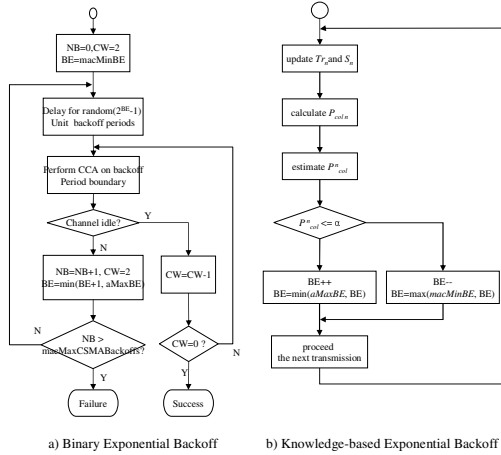 NB=0,CW=2
BE=macMinBE
Delay for random(2^BE-1)
Unit backoff periods
Perform CCA on backoff
Period boundary
Channel idle?
Y
N
NB=NB+1, CW=2
BE=min(BE+1, aMaxBE)
CW=CW-1
N
NB >
macMaxCSMABackoffs?
CW=0 ?
N
Y
Y
Failure
Success
a) Binary Exponential Backoff
update Tr_n and S_n
calculate P_col n
estimate P^n_col
P^n_col <= α
BE++
BE=min(aMaxBE, BE)
BE--
BE=max(macMinBE, BE)
proceed
the next transmission
b) Knowledge-based Exponential Backoff